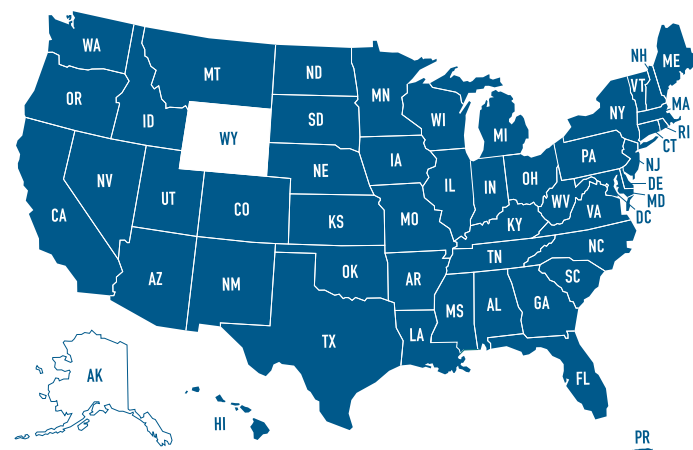 WA
MT
ND
MN
NH
VT
ME
OR
ID
WY
SD
WI
MI
NY
MA
RI
CT
NV
UT
CO
NE
IA
IL
IN
OH
PA
NJ
DE
MD
DC
CA
KS
MO
KY
WV
VA
AZ
NM
OK
AR
TN
NC
SC
TX
LA
MS
AL
GA
FL
AK
HI
PR